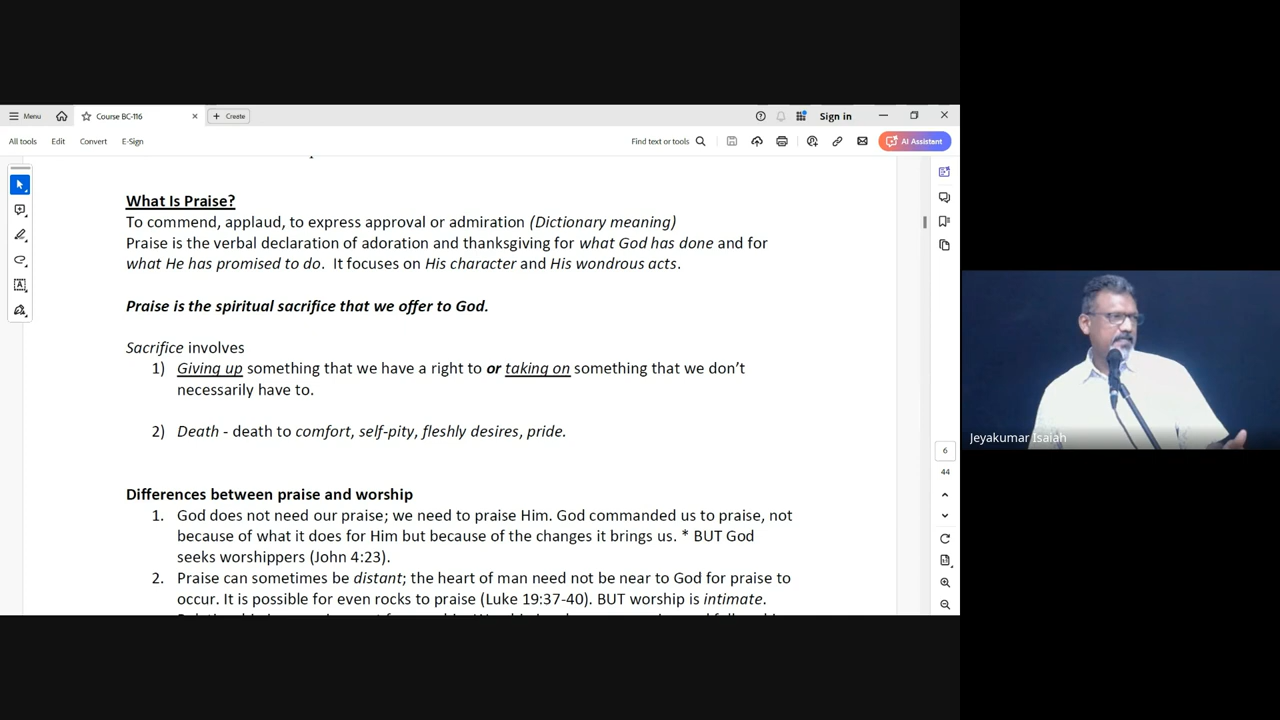 Menu
Course BC-116
Create
Sign in
All tools
Edit
Convert
E-Sign
Find text or tools
AI Assistant
What Is Praise?
To commend, applaud, to express approval or admiration (Dictionary meaning)
Praise is the verbal declaration of adoration and thanksgiving for what God has done and for
what He has promised to do. It focuses on His character and His wondrous acts.
Praise is the spiritual sacrifice that we offer to God.
Sacrifice involves
1) Giving up something that we have a right to or taking on something that we don’t
necessarily have to.
2) Death - death to comfort, self-pity, fleshly desires, pride.
Differences between praise and worship
1. God does not need our praise; we need to praise Him. God commanded us to praise, not
because of what it does for Him but because of the changes it brings us. * BUT God
seeks worshippers (John 4:23).
2. Praise can sometimes be distant; the heart of man need not be near to God for praise to
occur. It is possible for even rocks to praise (Luke 19:37-40). BUT worship is intimate.
6
44
Jeyakumar Isaiah